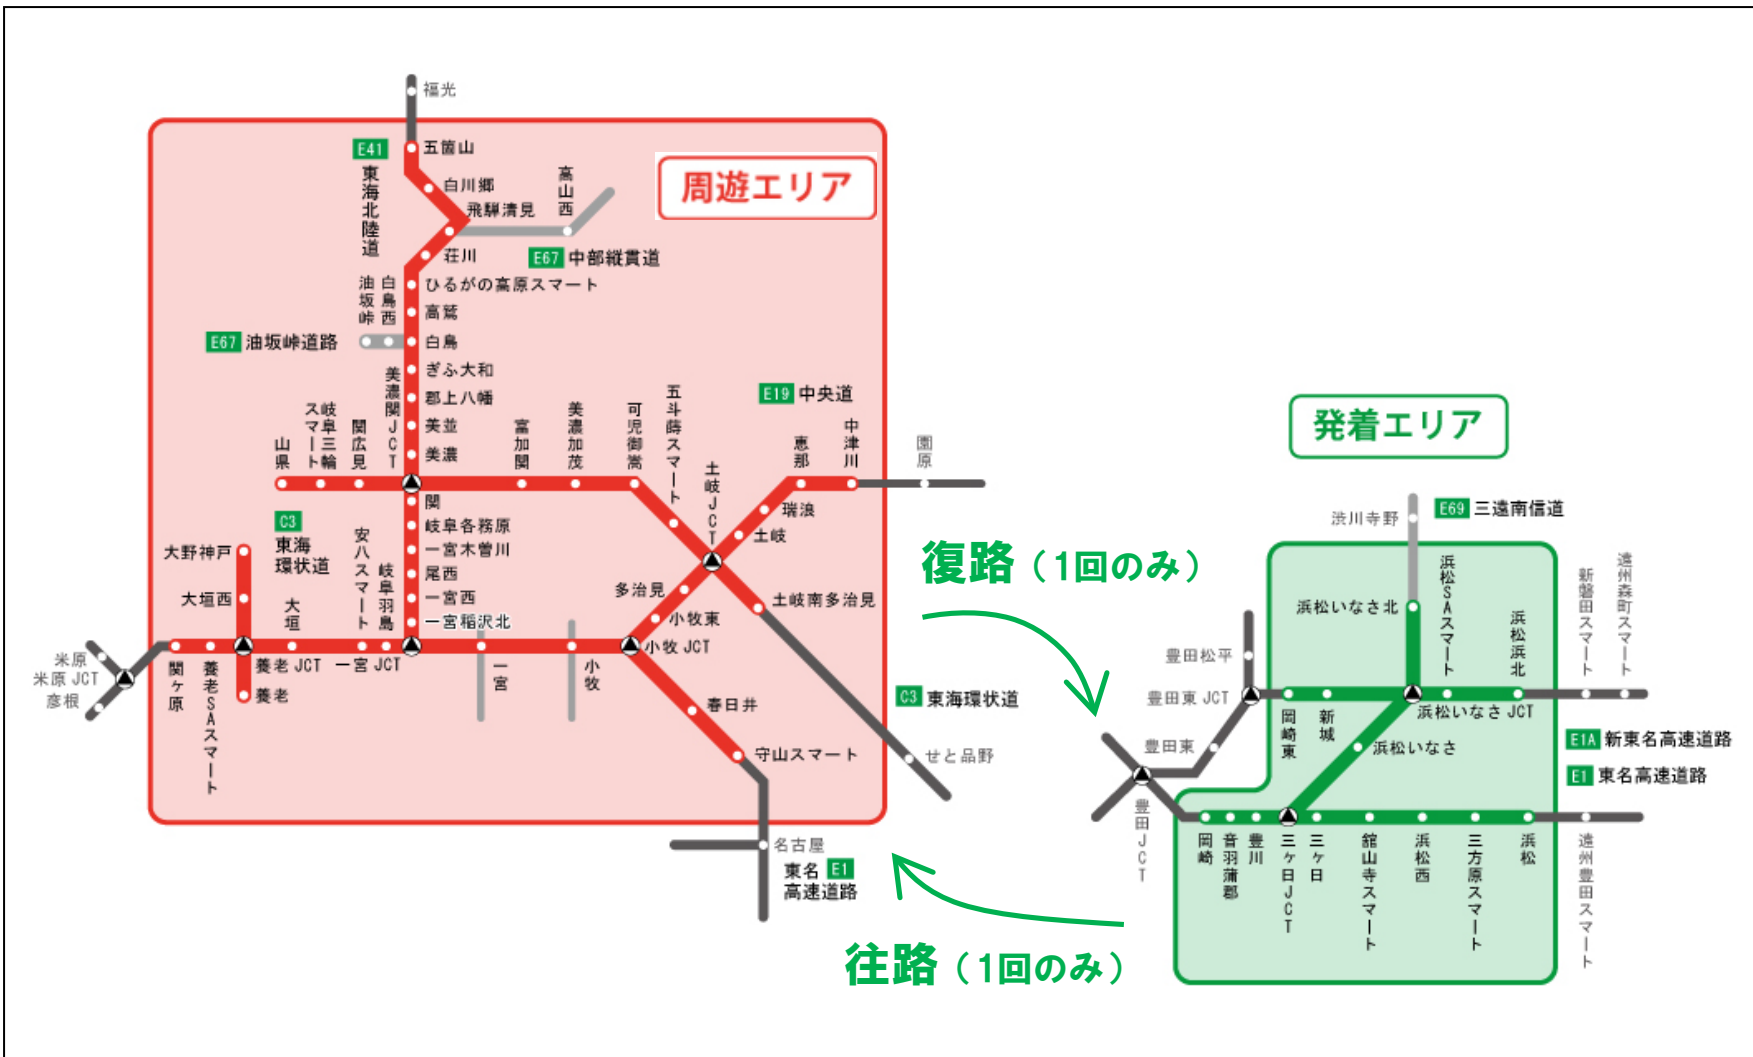 福光
五箇山
E41
東海北陸道
白川郷
飛騨清見
高山西
周遊エリア
荘川
E67 中部縦貫道
ひるがの高原スマート
油坂峠
白鳥西
高鷲
E67 油坂峠道路
白鳥
ぎふ大和
郡上八幡
美並
美濃
美濃関JCT
山県
岐阜三輪スマート
関広見
富加関
美濃加茂
可児御嵩
五斗蒔スマート
土岐JCT
E19 中央道
恵那
中津川
園原
瑞浪
土岐
関
岐阜各務原
一宮木曽川
尾西
一宮西
一宮稲沢北
C3
東海
環状道
大野神戸
大垣西
大垣
安八スマート
岐阜羽島
多治見
小牧東
小牧 JCT
土岐南多治見
米原
米原 JCT
彦根
関ヶ原
養老SAスマート
養老 JCT
養老
一宮 JCT
一宮
小牧
春日井
守山スマート
C3 東海環状道
せと品野
名古屋
東名 E1
高速道路
復路（1回のみ）
往路（1回のみ）
発着エリア
渋川寺野
E69 三遠南信道
浜松いなさ北
浜松SAスマート
浜松浜北
新磐田スマート
遠州森町スマート
豊田松平
豊田東 JCT
豊田東
岡崎東
新城
浜松いなさ JCT
浜松いなさ
E1A 新東名高速道路
E1 東名高速道路
豊田JCT
岡崎
音羽蒲郡
豊川
三ケ日JCT
三ケ日
舘山寺スマート
浜松西
三方原スマート
浜松
遠州豊田スマート